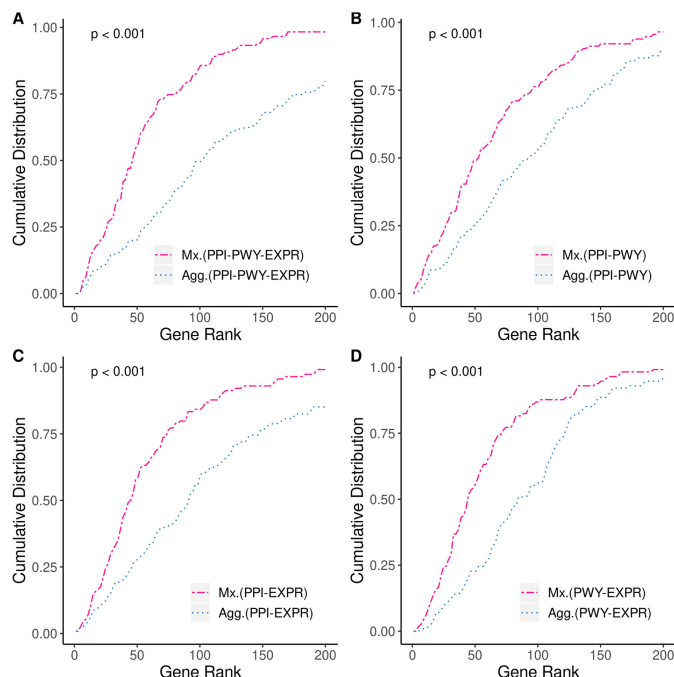 A
p < 0.001
Cumulative Distribution
1.00
0.75
0.50
0.25
0.00
Mx.(PPI-PWY-EXPR)
Agg.(PPI-PWY-EXPR)
0 50 100 150 200
Gene Rank
B
p < 0.001
Cumulative Distribution
1.00
0.75
0.50
0.25
0.00
Mx.(PPI-PWY)
Agg.(PPI-PWY)
0 50 100 150 200
Gene Rank
C
p < 0.001
Cumulative Distribution
1.00
0.75
0.50
0.25
0.00
Mx.(PPI-EXPR)
Agg.(PPI-EXPR)
0 50 100 150 200
Gene Rank
D
p < 0.001
Cumulative Distribution
1.00
0.75
0.50
0.25
0.00
Mx.(PWY-EXPR)
Agg.(PWY-EXPR)
0 50 100 150 200
Gene Rank